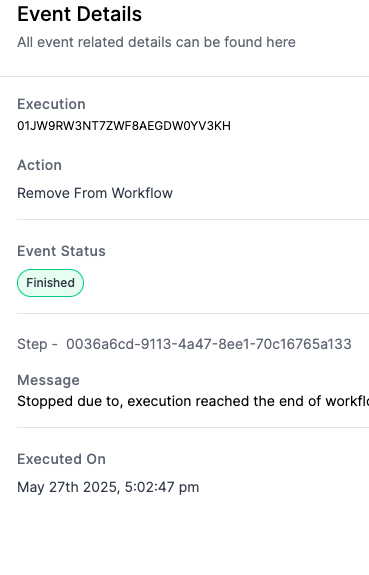 Event Details
All event related details can be found here
Execution
01JW9RW3NT7ZWF8AEGDW0YV3KH
Action
Remove From Workflow
Event Status
Finished
Step - 0036a6cd-9113-4a47-8ee1-70c16765a133
Message
Stopped due to, execution reached the end of
Executed On
May 27th 2025, 5:02:47 pm